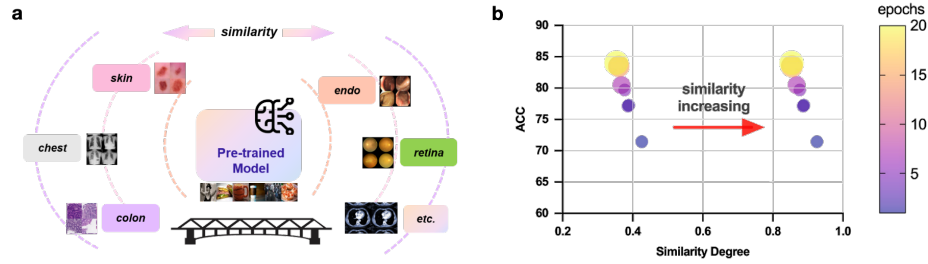 a
similarity
skin
endo
chest
Pre-trained
Model
retina
colon
etc.
b
90
85
80
75
70
65
60
ACC
similarity
increasing
0.2
0.4
0.6
0.8
1.0
Similarity Degree
epochs
20
15
10
5